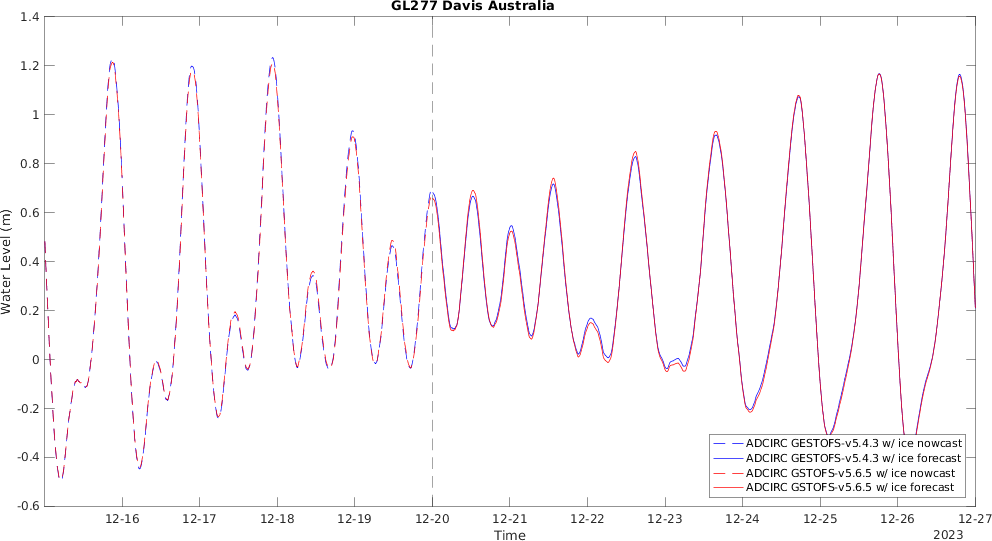 GL277 Davis Australia
1.4
1.2
1
0.8
0.6
0.4
0.2
0
-0.2
-0.4
-0.6
Water Level (m)
ADCIRC GESTOFS-v5.4.3 w/ ice nowcast
ADCIRC GESTOFS-v5.4.3 w/ ice forecast
ADCIRC GSTOFS-v5.6.5 w/ ice nowcast
ADCIRC GSTOFS-v5.6.5 w/ ice forecast
12-16 12-17 12-18 12-19 12-20 12-21 12-22 12-23 12-24 12-25 12-26 12-27
Time
2023